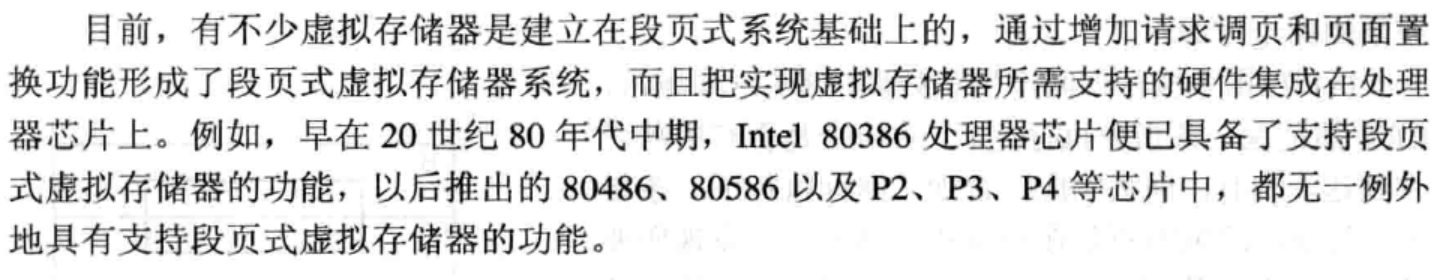 目前，有不少虚拟存储器是建立在段页式系统基础上的，通过增加请求调页和页面置
换功能形成了段页式虚拟存储器系统，而且把实现虚拟存储器所需支持的硬件集成在处理
器芯片上。例如，早在 20 世纪 80 年代中期，Intel 80386 处理器芯片便已具备了支持段页
式虚拟存储器的功能，以后推出的 80486、80586 以及 P2、P3、P4 等芯片中，都无一例外
地具有支持段页式虚拟存储器的功能。